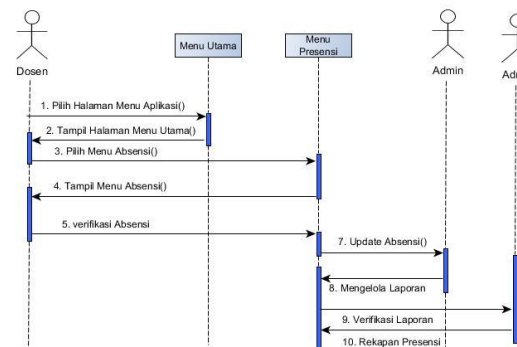 Menu Utama
Menu
Presensi
Dosen
Admin
Adm
1. Pilih Halaman Menu Aplikasi()
2. Tampil Halaman Menu Utama()
3. Pilih Menu Absensi()
4. Tampil Menu Absensi()
5. verifikasi Absensi
7. Update Absensi()
8. Mengelola Laporan
9. Verifikasi Laporan
10. Rekapan Presensi